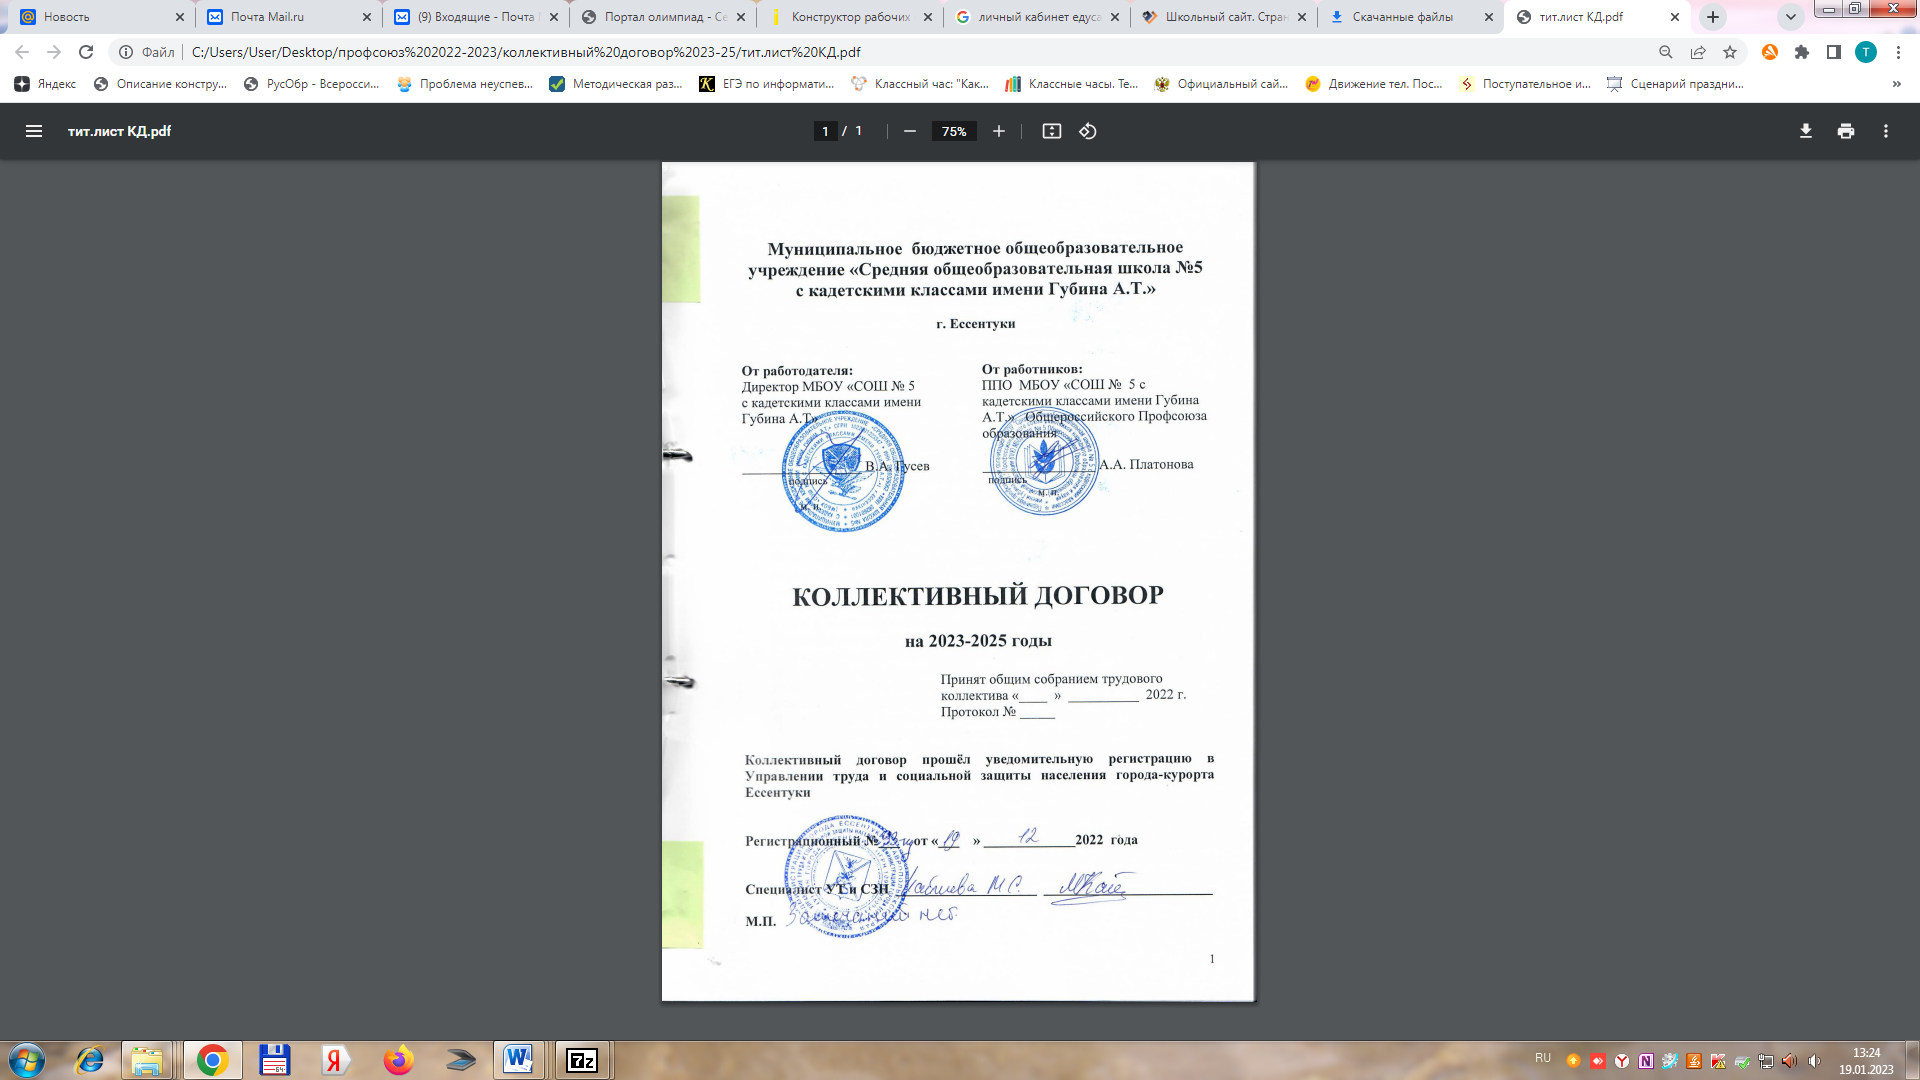 Новость
Почта Mail.ru
(9) Входящие - Почта
Портал олимпиад - Се
Конструктор рабочих
личный кабинет едуса
Школьный сайт. Стран
Скачанные файлы
тит.лист КД.pdf
Файл
C:/Users/User/Desktop/профсоюз%202022-2023/коллективный%20договор%2023-25/тит.лист%20КД.pdf
T
Яндекс
Описание констру...
РусОбр - Всеросси...
Проблема неуспев...
Методическая раз...
ЕГЭ по информати...
Классный час: "Как...
Классные часы. Те...
Официальный сай...
Движение тел. Пос...
Поступательное и...
Сценарий праздни...
»
тит.лист КД.pdf
1 / 1
75%
Муниципальное бюджетное общеобразовательное
учреждение «Средняя общеобразовательная школа №5
с кадетскими классами имени Губина А.Т.»
г. Ессентуки
От работодателя:
Директор МБОУ «СОШ № 5
с кадетскими классами имени
Губина А.Т»
____ В.А. Гусев
подпись
м. п.
От работников:
ППО МБОУ «СОШ № 5 с
кадетскими классами имени Губина
А.Т.» Общероссийского Профсоюза
образования
____ А.А. Платонова
подпись
м. п.
КОЛЛЕКТИВНЫЙ ДОГОВОР
на 2023-2025 годы
Принят общим собранием трудового
коллектива «____ » __________ 2022 г.
Протокол № _____
Коллективный договор прошёл уведомительную регистрацию в
Управлении труда и социальной защиты населения города-курорта
Ессентуки
Регистрационный № от « 19 » 12 2022 года
Специалист УТ и СЗН М.С.
М.П. Замечаний нет.
1
RU
13:24
19.01.2023